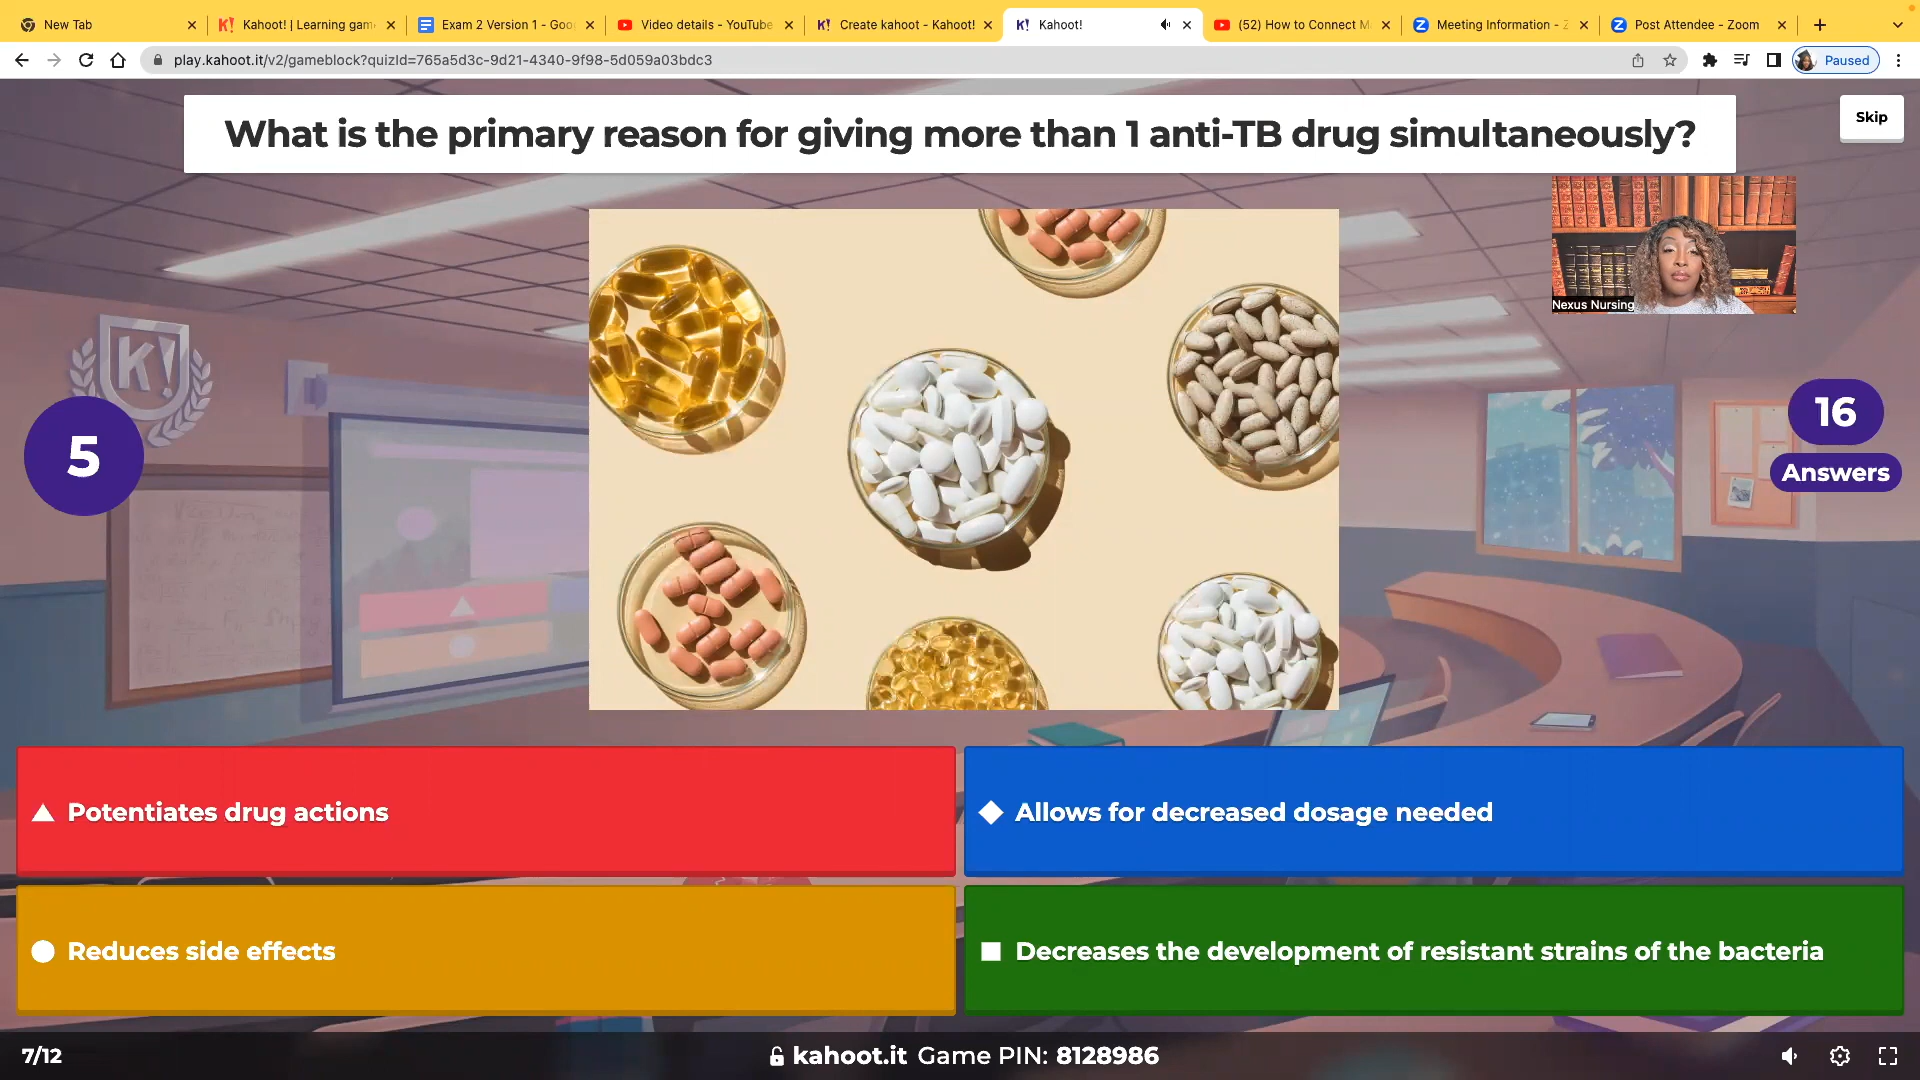 New Tab
Kahoot! | Learning gam
Exam 2 Version 1 - Goo
Video details - YouTube
Create kahoot - Kahoot!
Kahoot!
(52) How to Connect M
Meeting Information - Z
Post Attendee - Zoom
play.kahoot.it/v2/gameblock?quizId=765a5d3c-9d21-4340-9f98-5d059a03bdc3
Paused
What is the primary reason for giving more than 1 anti-TB drug simultaneously?
Skip
Nexus Nursing
K!
5
16
Answers
Potentiates drug actions
Allows for decreased dosage needed
Reduces side effects
Decreases the development of resistant strains of the bacteria
7/12
kahoot.it Game PIN: 8128986